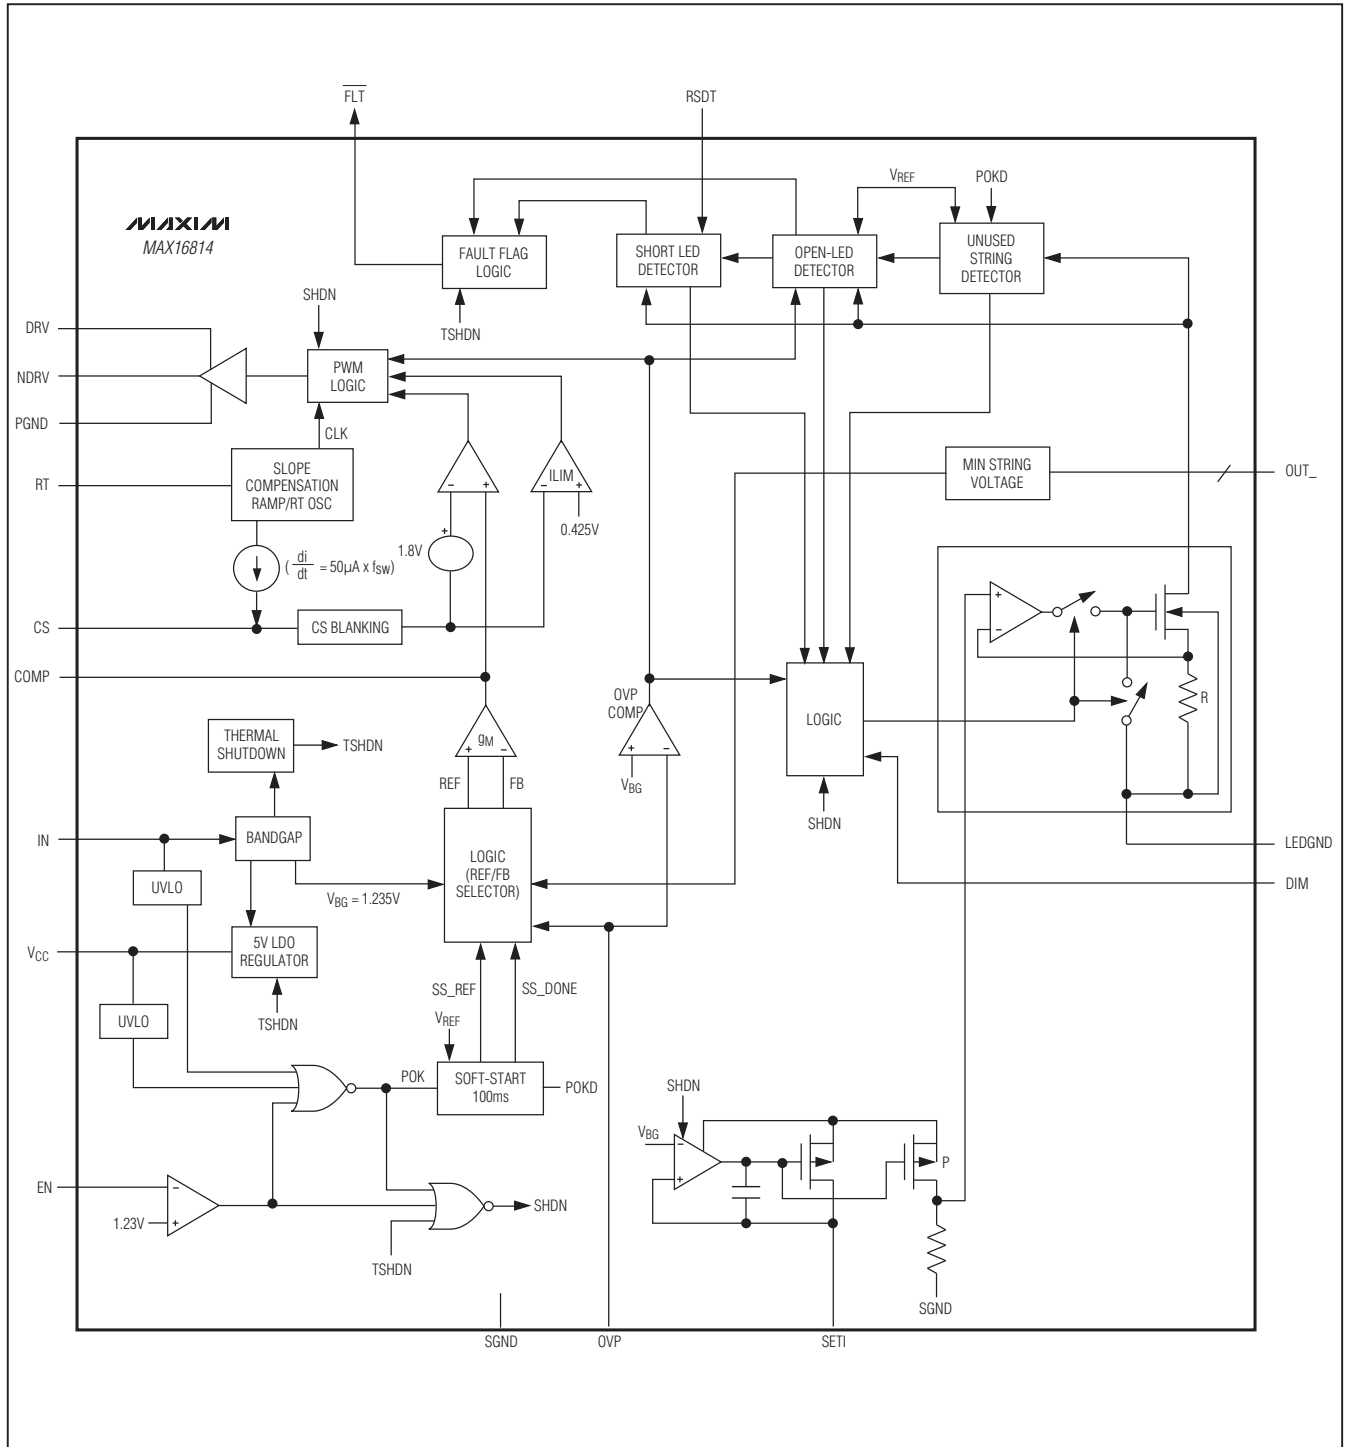 FLT
RSDT
VREF
POKD
MAXIM
MAX16814
FAULT FLAG
LOGIC
SHORT LED
DETECTOR
OPEN-LED
DETECTOR
UNUSED
STRING
DETECTOR
SHDN
TSHDN
DRV
NDRV
PGND
PWM
LOGIC
CLK
RT
SLOPE
COMPENSATION
RAMP/RT OSC
- +
ILIM
- +
0.425V
MIN STRING
VOLTAGE
OUT_
(di/dt = 50µA x fSW)
+
1.8V
CS
CS BLANKING
+
-
R
COMP
OVP
COMP
LOGIC
THERMAL
SHUTDOWN
TSHDN
gM
+ -
REF
FB
+ -
VBG
SHDN
IN
BANDGAP
LEDGND
UVLO
VBG = 1.235V
LOGIC
(REF/FB
SELECTOR)
DIM
VCC
5V LDO
REGULATOR
SS_REF
SS_DONE
UVLO
TSHDN
VREF
POK
SOFT-START
100ms
POKD
SHDN
VBG
-
+
P
EN
-
1.23V
+
SHDN
TSHDN
SGND
SGND
OVP
SETI